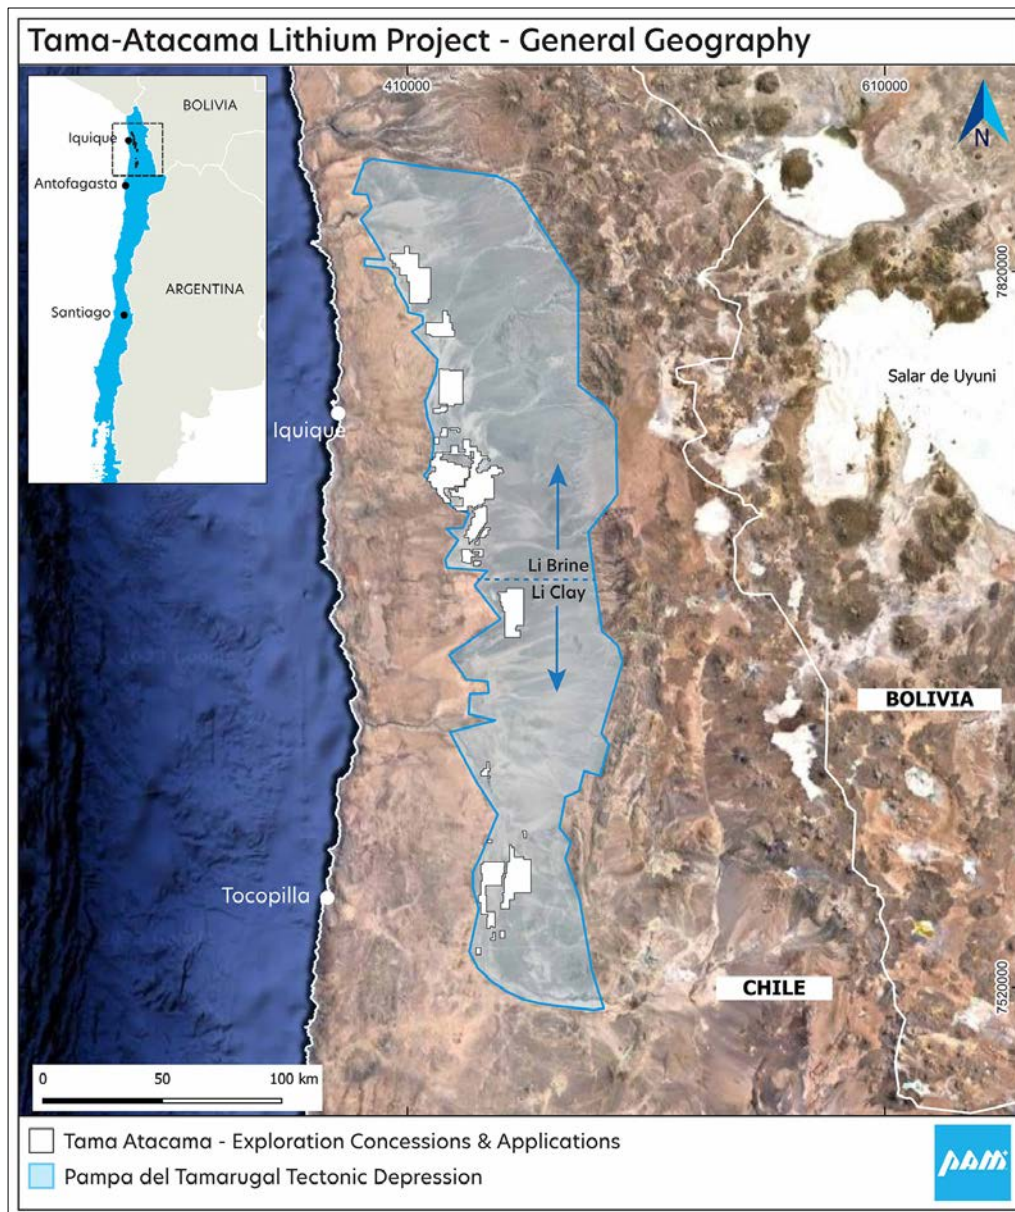 Tama-Atacama Lithium Project - General Geography
410000
610000
BOLIVIA
Iquique
Antofagasta
ARGENTINA
Santiago
N
7820000
Salar de Uyuni
Iquique
Li Brine
Li Clay
BOLIVIA
Tocopilla
CHILE
7520000
0 50 100 km
Tama Atacama - Exploration Concessions & Applications
Pampa del Tamarugal Tectonic Depression
PAM